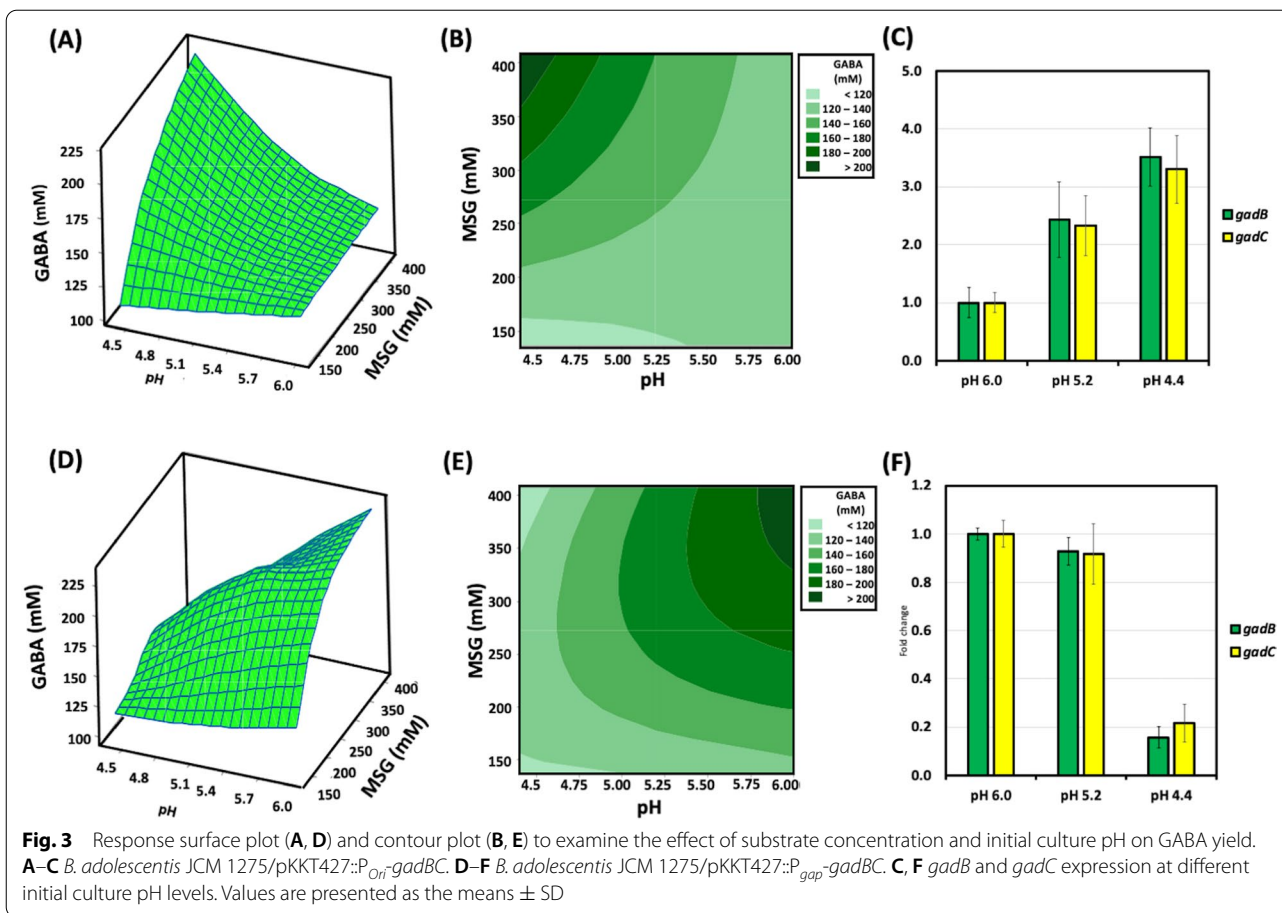 (A)
225
200
175
150
125
100
GABA (mM)
4.5
4.8
5.1
5.4
5.7
6.0
pH
150
200
250
300
350
400
MSG (mM)
(B)
400
350
300
250
200
150
MSG (mM)
4.5 4.75 5.00 5.25 5.50 5.75 6.00
pH
GABA
(mM)
< 120
120 – 140
140 – 160
160 – 180
180 – 200
> 200
(C)
5.0
4.0
3.0
2.0
1.0
0.0
pH 6.0 pH 5.2 pH 4.4
gadB
gadC
(D)
225
200
175
150
125
100
GABA (mM)
4.5
4.8
5.1
5.4
5.7
6.0
pH
150
200
250
300
350
400
MSG (mM)
(E)
400
350
300
250
200
150
MSG (mM)
4.5 4.75 5.00 5.25 5.50 5.75 6.00
pH
GABA
(mM)
< 120
120 – 140
140 – 160
160 – 180
180 – 200
> 200
(F)
1.2
1.0
0.8
0.6
0.4
0.2
0.0
Fold change
pH 6.0 pH 5.2 pH 4.4
gadB
gadC
Fig. 3 Response surface plot (A, D) and contour plot (B, E) to examine the effect of substrate concentration and initial culture pH on GABA yield.
A–C B. adolescentis JCM 1275/pKKT427::POri-gadBC. D–F B. adolescentis JCM 1275/pKKT427::Pgap-gadBC. C, F gadB and gadC expression at different
initial culture pH levels. Values are presented as the means ± SD